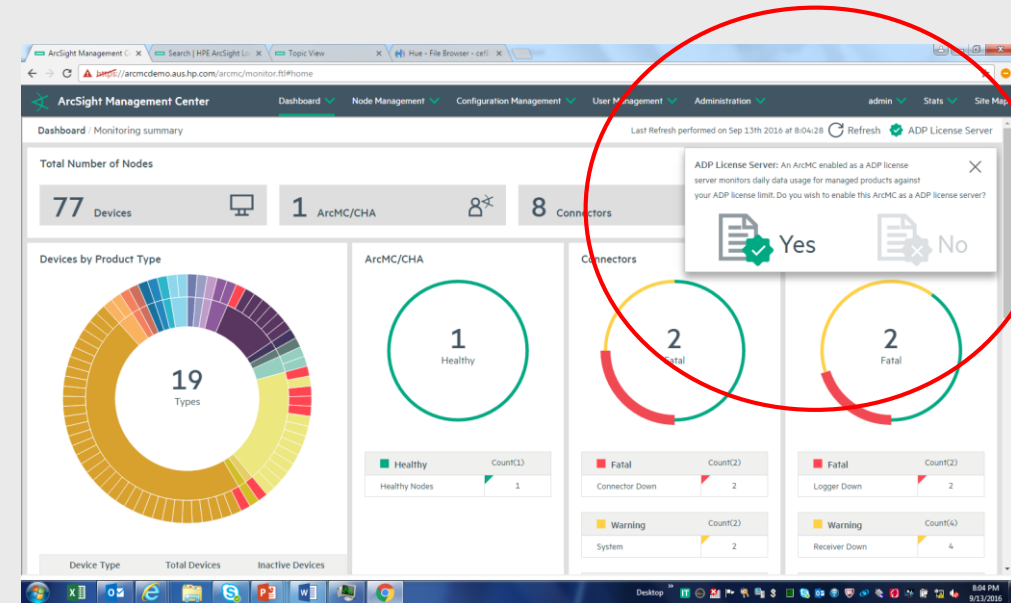 ArcSight Management C
Search | HPE ArcSight Lo
Topic View
Hue - File Browser - cef
https://arcmcdemo.aus.hp.com/arcmc/monitor.ftl#home
ArcSight Management Center
Dashboard
Node Management
Configuration Management
User Management
Administration
admin
Stats
Site Map
Dashboard / Monitoring summary
Last Refresh performed on Sep 13th 2016 at 8:04:28
Refresh
ADP License Server
Total Number of Nodes
77 Devices
1 ArcMC/CHA
8 Connectors
ADP License Server: An ArcMC enabled as a ADP license
server monitors daily data usage for managed products against
your ADP license limit. Do you wish to enable this ArcMC as a ADP license server?
Yes
No
Devices by Product Type
ArcMC/CHA
Connectors
19
Types
1
Healthy
2
Fatal
2
Fatal
Healthy Count(1)
Healthy Nodes 1
Fatal Count(2)
Connector Down 2
Warning Count(2)
System 2
Fatal Count(2)
Logger Down 2
Warning Count(4)
Receiver Down 4
Device Type
Total Devices
Inactive Devices
Desktop
8:04 PM
9/13/2016